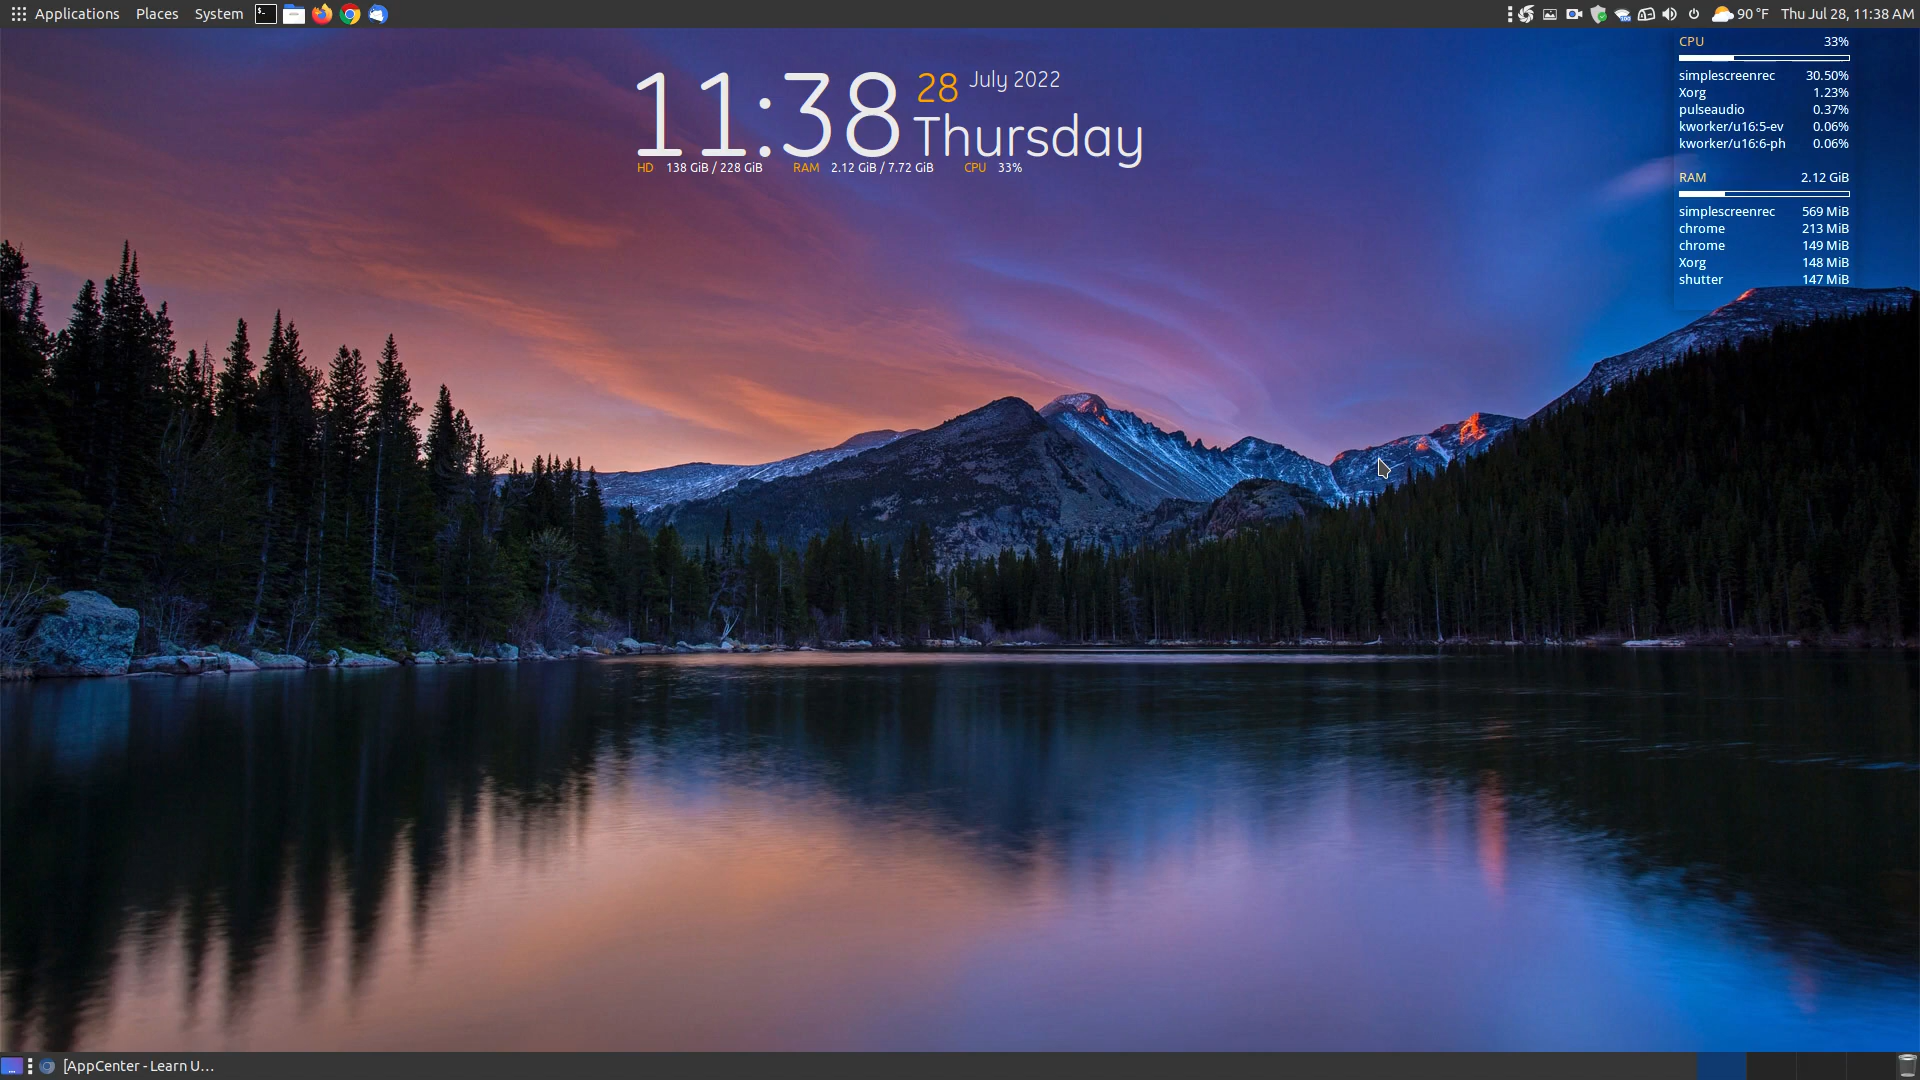 Applications Places System 90 °F Thu Jul 28, 11:38 AM
11:38 28 July 2022
Thursday
HD 138 GiB / 228 GiB RAM 2.12 GiB / 7.72 GiB CPU 33%
CPU 33%
simplescreenrec 30.50%
Xorg 1.23%
pulseaudio 0.37%
kworker/u16:5-ev 0.06%
kworker/u16:6-ph 0.06%
RAM 2.12 GiB
simplescreenrec 569 MiB
chrome 213 MiB
chrome 149 MiB
Xorg 148 MiB
shutter 147 MiB
[AppCenter - Learn U...